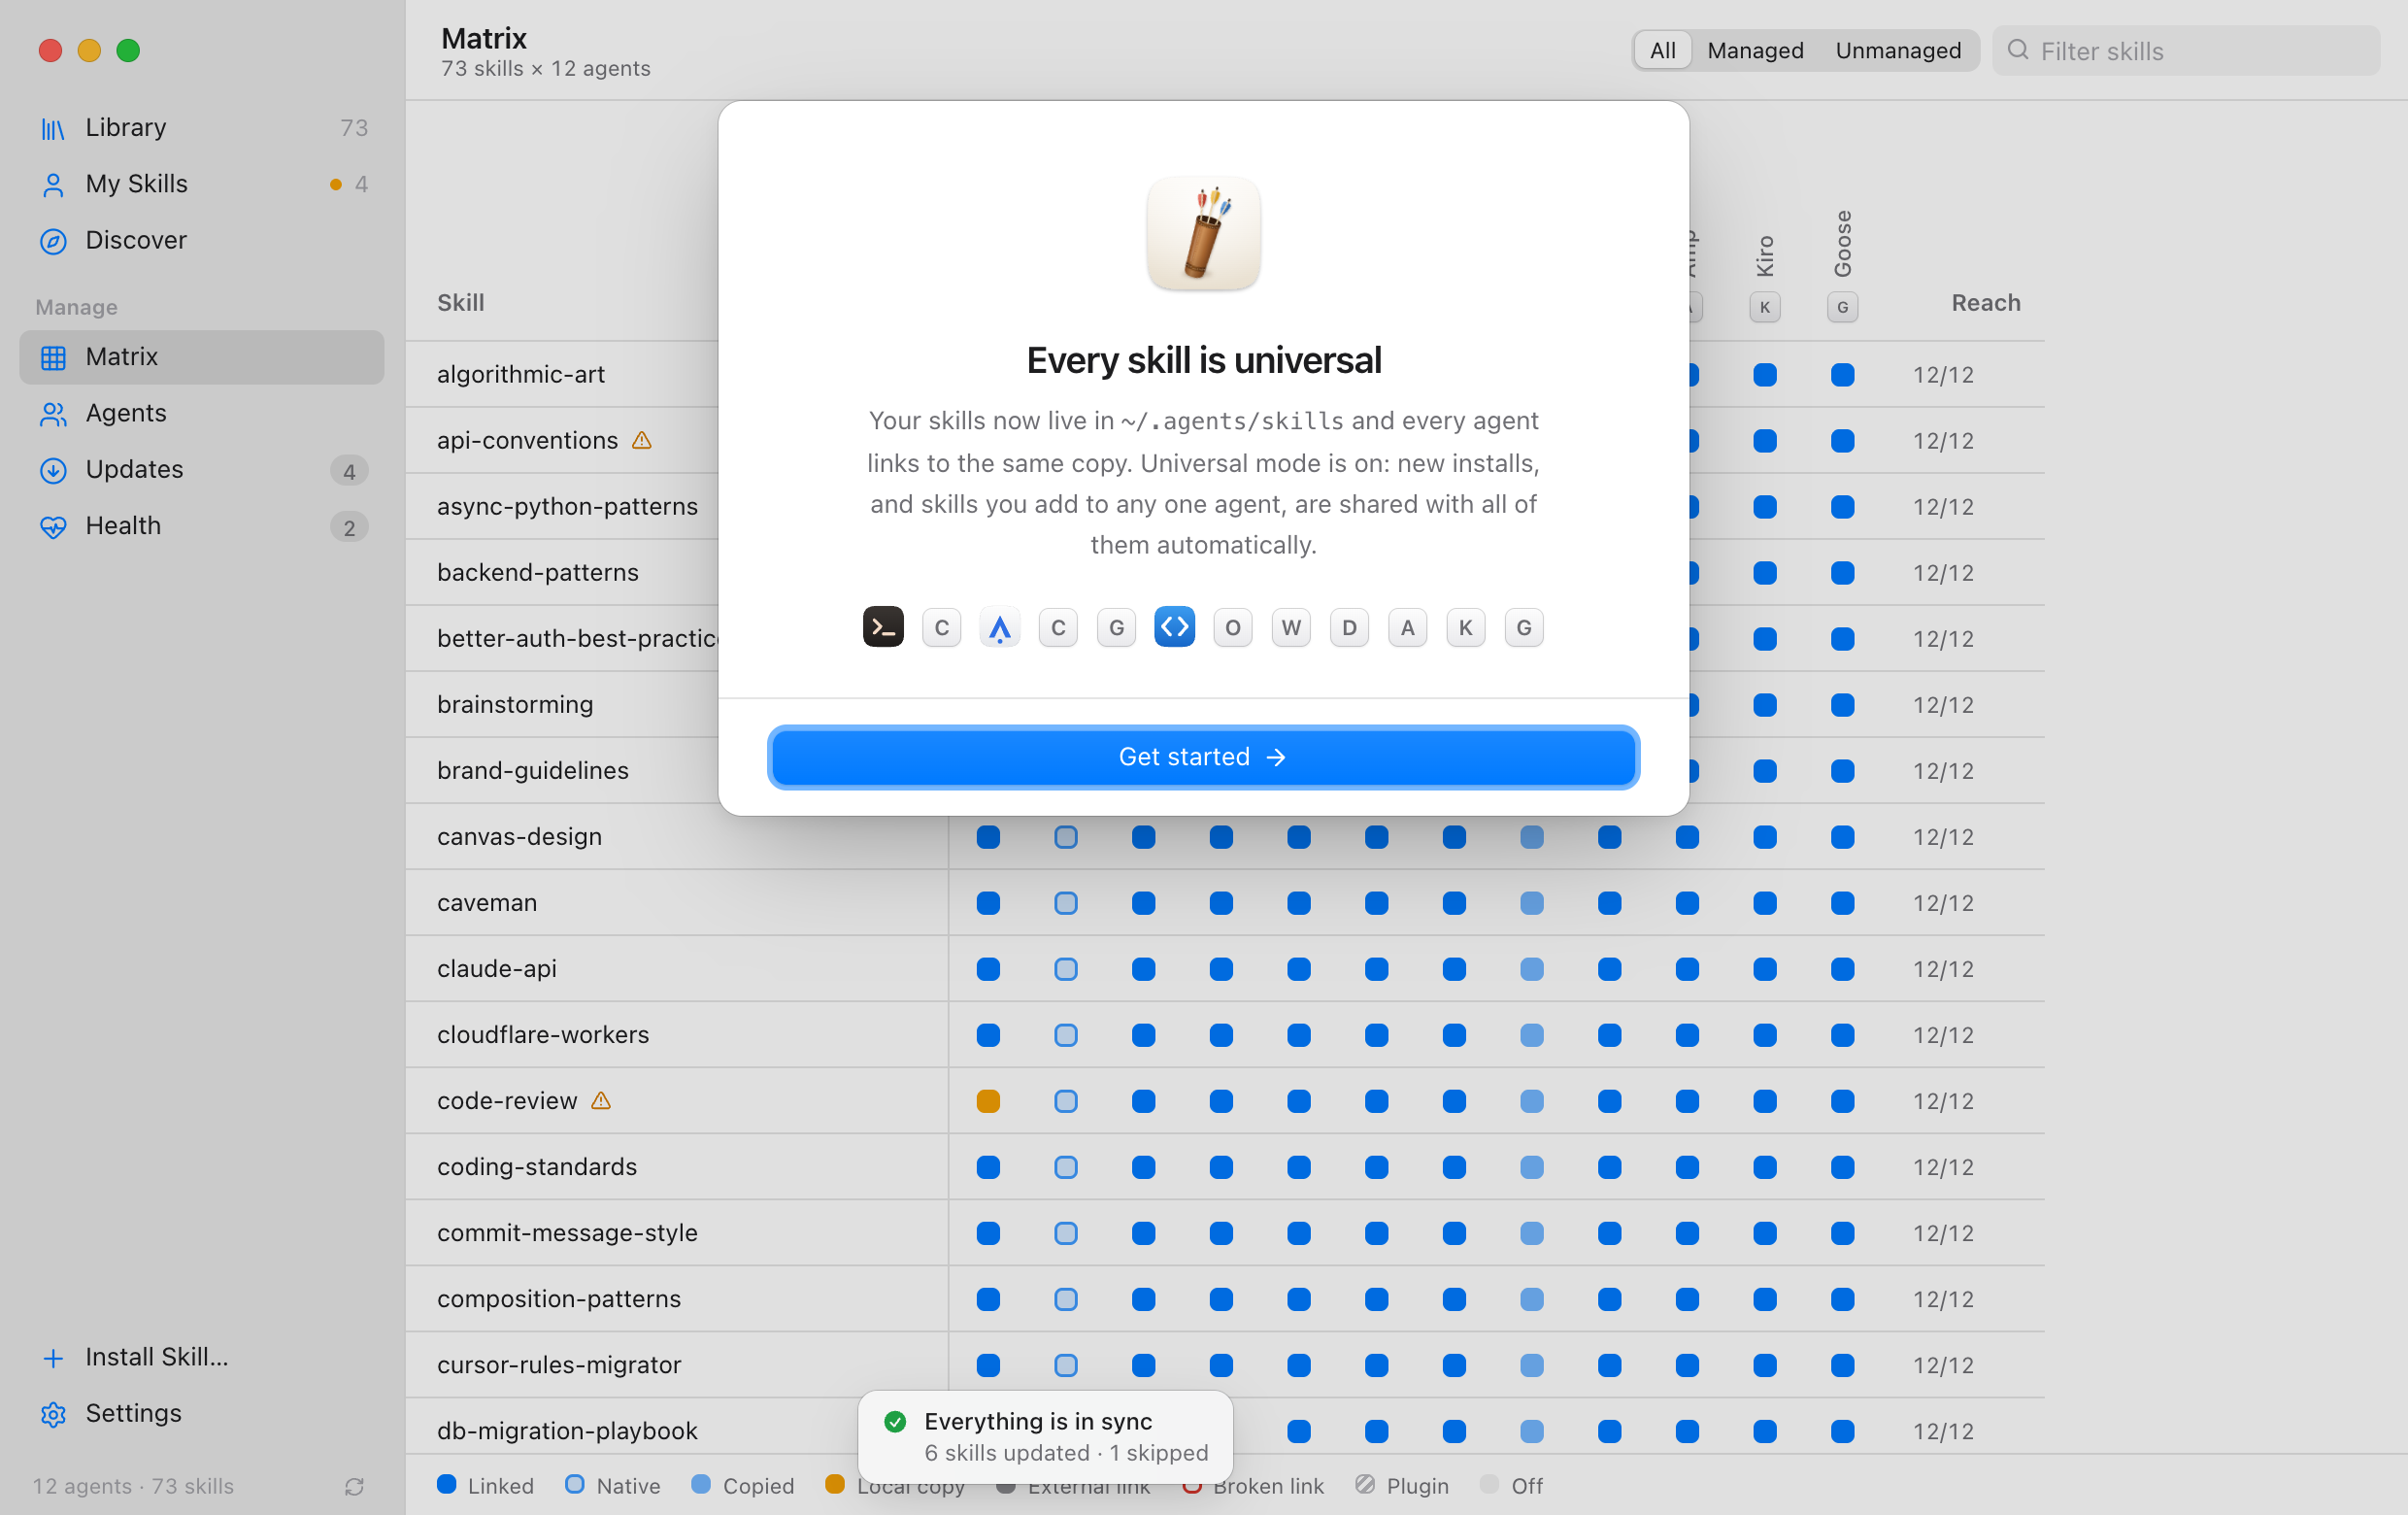 Library 73
My Skills 4
Discover
Manage
Matrix
Agents
Updates 4
Health 2
Install Skill...
Settings
12 agents · 73 skills
Matrix
73 skills × 12 agents
All Managed Unmanaged
Filter skills
Every skill is universal
Your skills now live in ~/.agents/skills and every agent
links to the same copy. Universal mode is on: new installs,
and skills you add to any one agent, are shared with all of
them automatically.
C C G O W D A K G
Get started →
Kiro
Goose
K G
Skill Reach
algorithmic-art 12/12
api-conventions 12/12
async-python-patterns 12/12
backend-patterns 12/12
better-auth-best-practic 12/12
brainstorming 12/12
brand-guidelines 12/12
canvas-design 12/12
caveman 12/12
claude-api 12/12
cloudflare-workers 12/12
code-review 12/12
coding-standards 12/12
commit-message-style 12/12
composition-patterns 12/12
cursor-rules-migrator 12/12
db-migration-playbook 12/12
Everything is in sync
6 skills updated · 1 skipped
Linked Native Copied Local copy External link Broken link Plugin Off